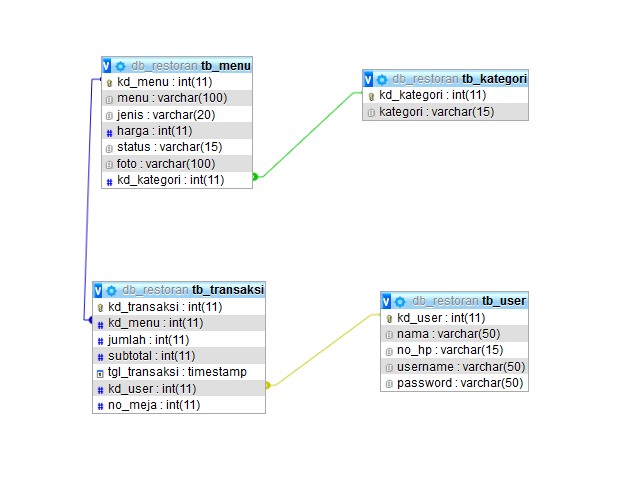 V db_restoran tb_menu
kd_menu : int(11)
menu : varchar(100)
jenis : varchar(20)
# harga : int(11)
status : varchar(15)
foto : varchar(100)
# kd_kategori : int(11)
V db_restoran tb_kategori
kd_kategori : int(11)
kategori : varchar(15)
V db_restoran tb_transaksi
kd_transaksi : int(11)
# kd_menu : int(11)
# jumlah : int(11)
# subtotal : int(11)
tgl_transaksi : timestamp
# kd_user : int(11)
# no_meja : int(11)
V db_restoran tb_user
kd_user : int(11)
nama : varchar(50)
no_hp : varchar(15)
username : varchar(50)
password : varchar(50)